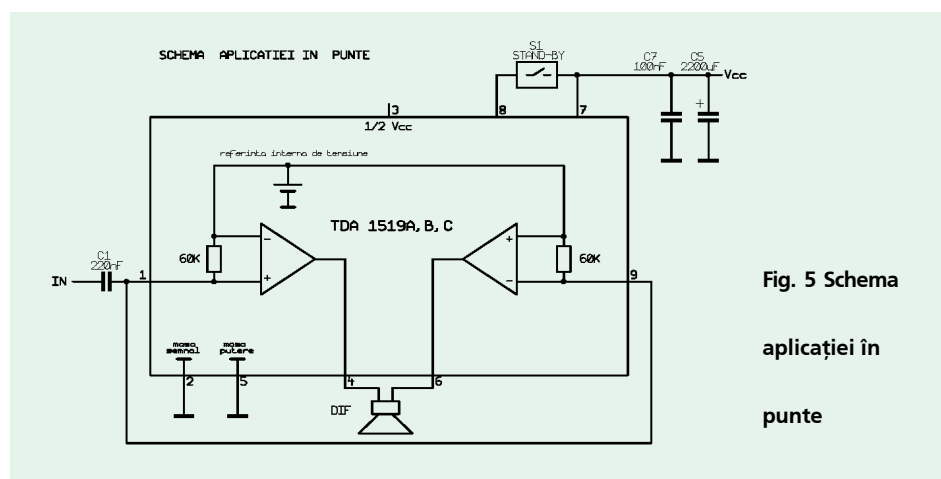 SCHEMA APLICATIEI IN PUNTE
S1
STAND-BY
C7
100nF
C5
2200uF
+
Vcc
3
8
7
1/2 Vcc
referinta interna de tensiune
TDA 1519A,B,C
-
+
60K
+
-
60K
C1
220nF
IN
1
9
masa
semnal
masa
putere
2
5
4
6
DIF
Fig. 5 Schema
aplicației în
punte